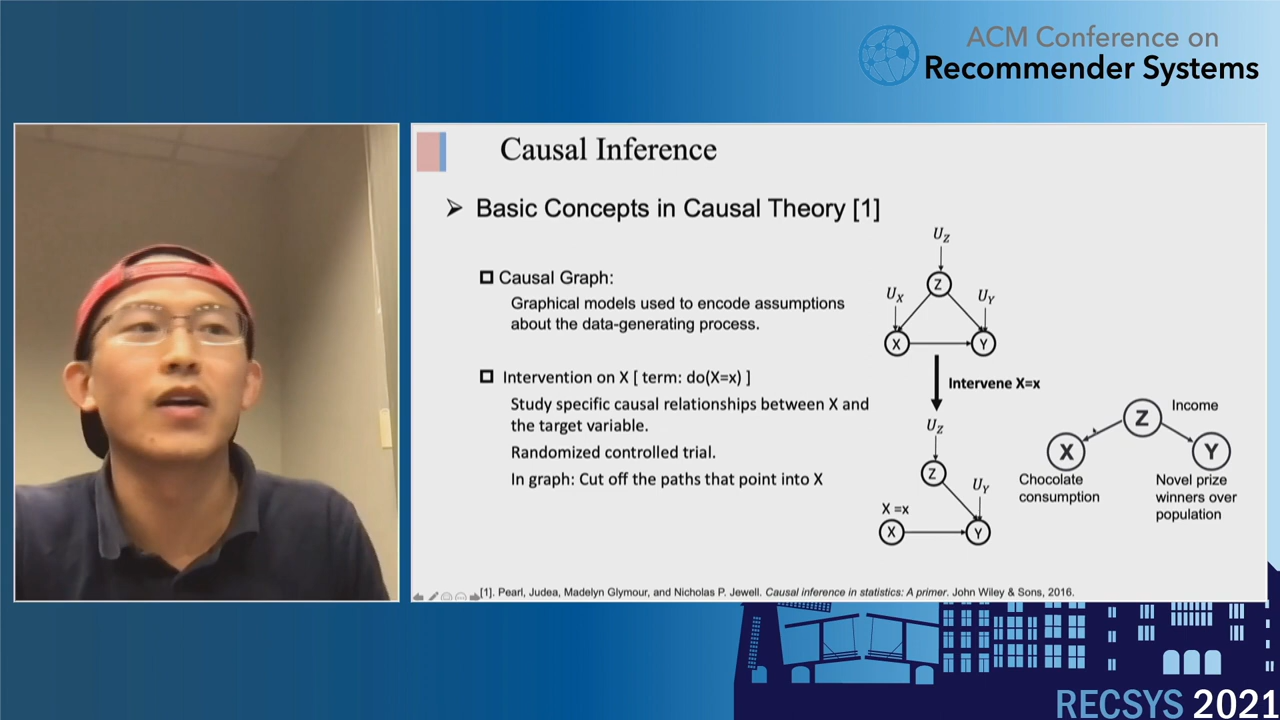 ACM Conference on
Recommender Systems
Causal Inference
➢ Basic Concepts in Causal Theory [1]
Causal Graph:
Graphical models used to encode assumptions
about the data-generating process.
Intervention on X [ term: do(X=x) ]
Study specific causal relationships between X and
the target variable.
Randomized controlled trial.
In graph: Cut off the paths that point into X
U_Z
Z
U_X
U_Y
X
Y
Intervene X=x
U_Z
Z
U_Y
X =x
X
Y
Z
Income
X
Y
Chocolate
consumption
Novel prize
winners over
population
[1]. Pearl, Judea, Madelyn Glymour, and Nicholas P. Jewell. Causal inference in statistics: A primer. John Wiley & Sons, 2016.
RECSYS 2021